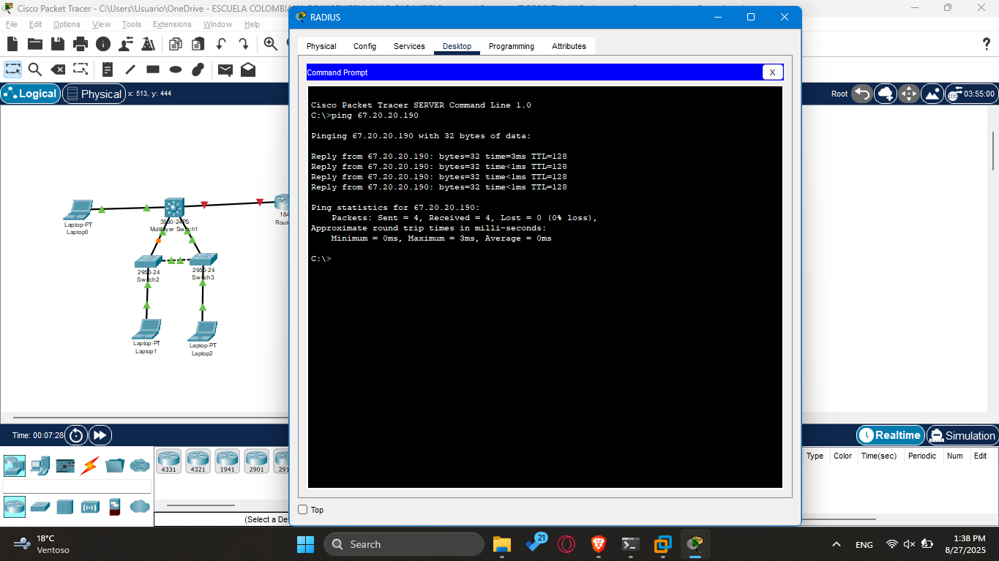 Cisco Packet Tracer - C:\Users\Usuario\OneDrive - ESCUELA COLOMBIAN
RADIUS
File Edit Options View Tools Extensions Window Help
Physical Config Services Desktop Programming Attributes
Command Prompt
X
Logical
Physical
x: 513, y: 444
Root
03:55:00
Cisco Packet Tracer SERVER Command Line 1.0
C:\>ping 67.20.20.190
Pinging 67.20.20.190 with 32 bytes of data:
Reply from 67.20.20.190: bytes=32 time=3ms TTL=128
Reply from 67.20.20.190: bytes=32 time<1ms TTL=128
Reply from 67.20.20.190: bytes=32 time<1ms TTL=128
Reply from 67.20.20.190: bytes=32 time<1ms TTL=128
Ping statistics for 67.20.20.190:
Packets: Sent = 4, Received = 4, Lost = 0 (0% loss),
Approximate round trip times in milli-seconds:
Minimum = 0ms, Maximum = 3ms, Average = 0ms
C:\>
Laptop-PT
Laptop0
3560-24PS
Multilayer Switch1
184
Route
2950-24
Switch2
2950-24
Switch3
Laptop-PT
Laptop1
Laptop-PT
Laptop2
Time: 00:07:28
Realtime
Simulation
4331
4321
1941
2901
291
Type Color Time(sec) Periodic Num Edit
Top
(Select a De
18°C
Ventoso
Search
21
ENG
1:38 PM
8/27/2025